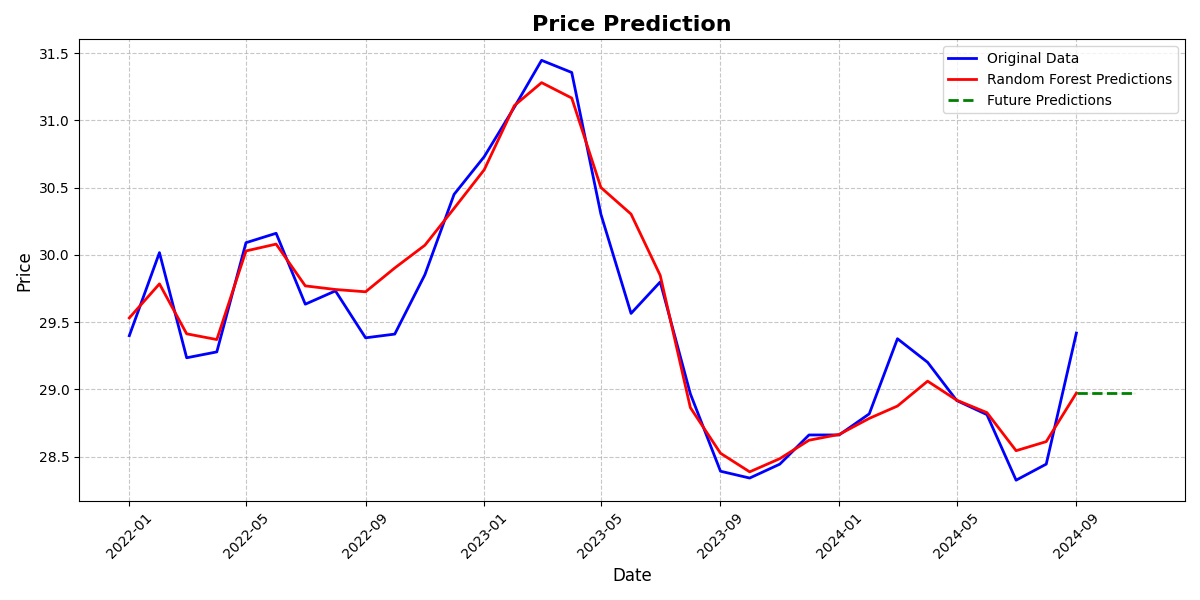 Price Prediction
Original Data
Random Forest Predictions
Future Predictions
Price
31.5
31.0
30.5
30.0
29.5
29.0
28.5
2022-01
2022-05
2022-09
2023-01
2023-05
2023-09
2024-01
2024-05
2024-09
Date